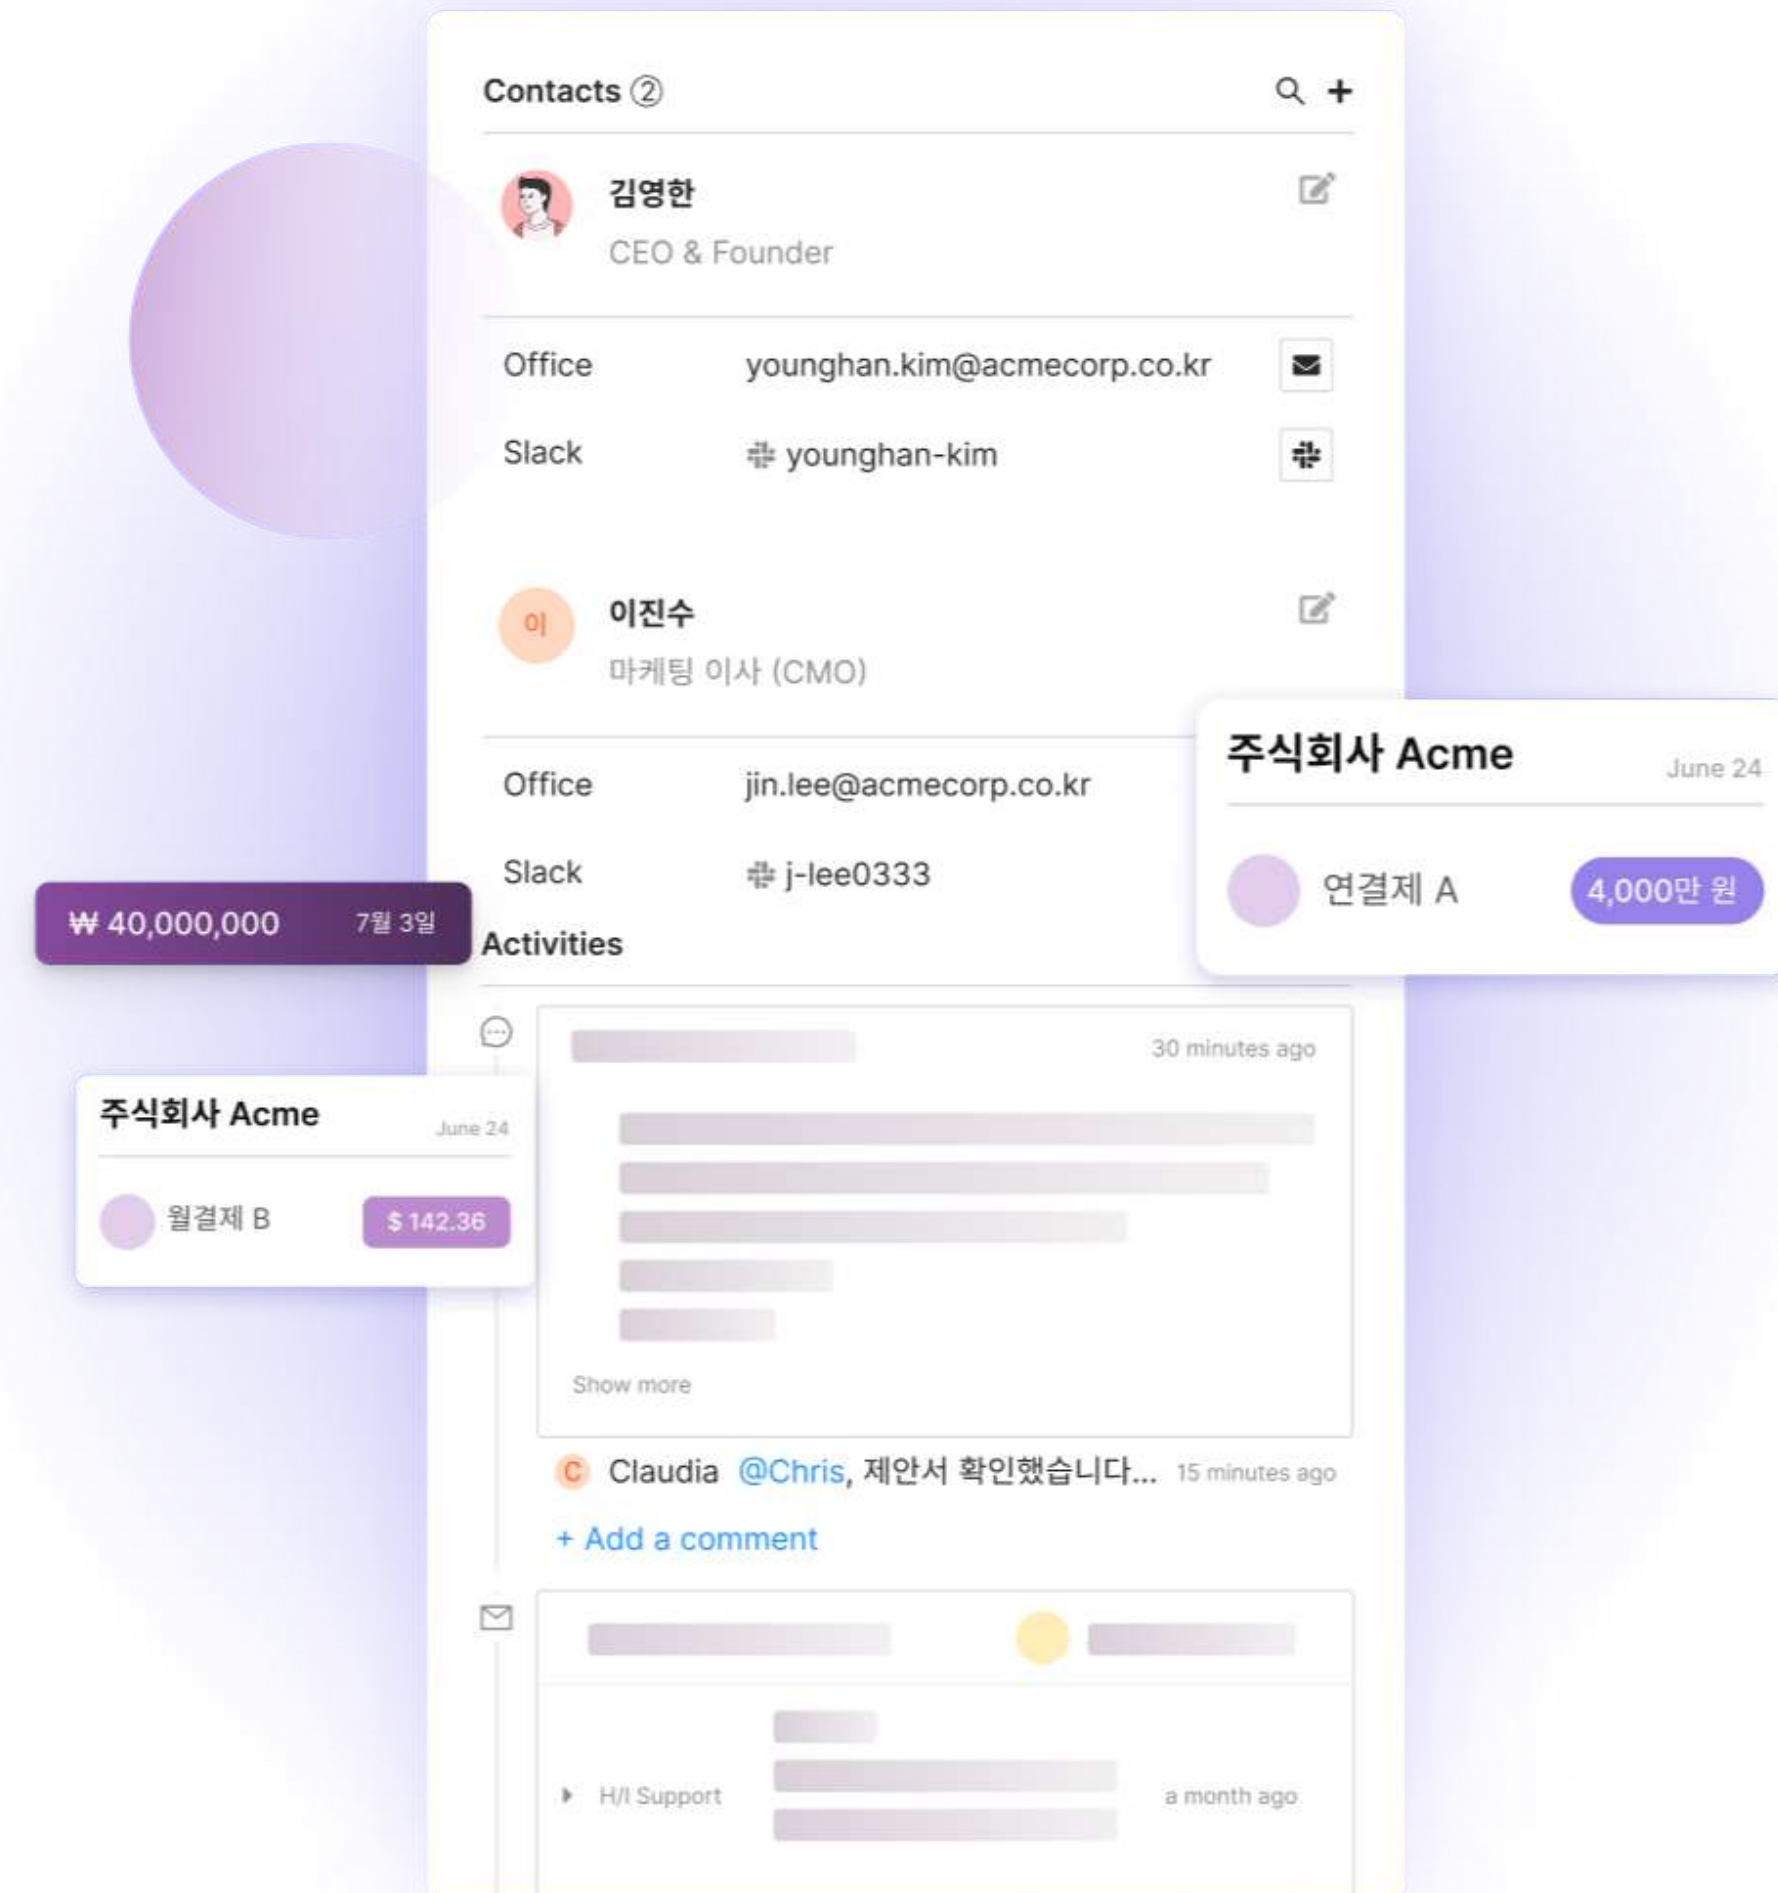 Contacts ②
김영한
CEO & Founder
Office younghan.kim@acmecorp.co.kr
Slack younghan-kim
이
이진수
마케팅 이사 (CMO)
Office jin.lee@acmecorp.co.kr
Slack j-lee0333
주식회사 Acme June 24
연결제 A 4,000만 원
₩ 40,000,000 7월 3일
Activities
30 minutes ago
주식회사 Acme June 24
월결제 B $ 142.36
Show more
C Claudia @Chris, 제안서 확인했습니다... 15 minutes ago
+ Add a comment
H/I Support a month ago